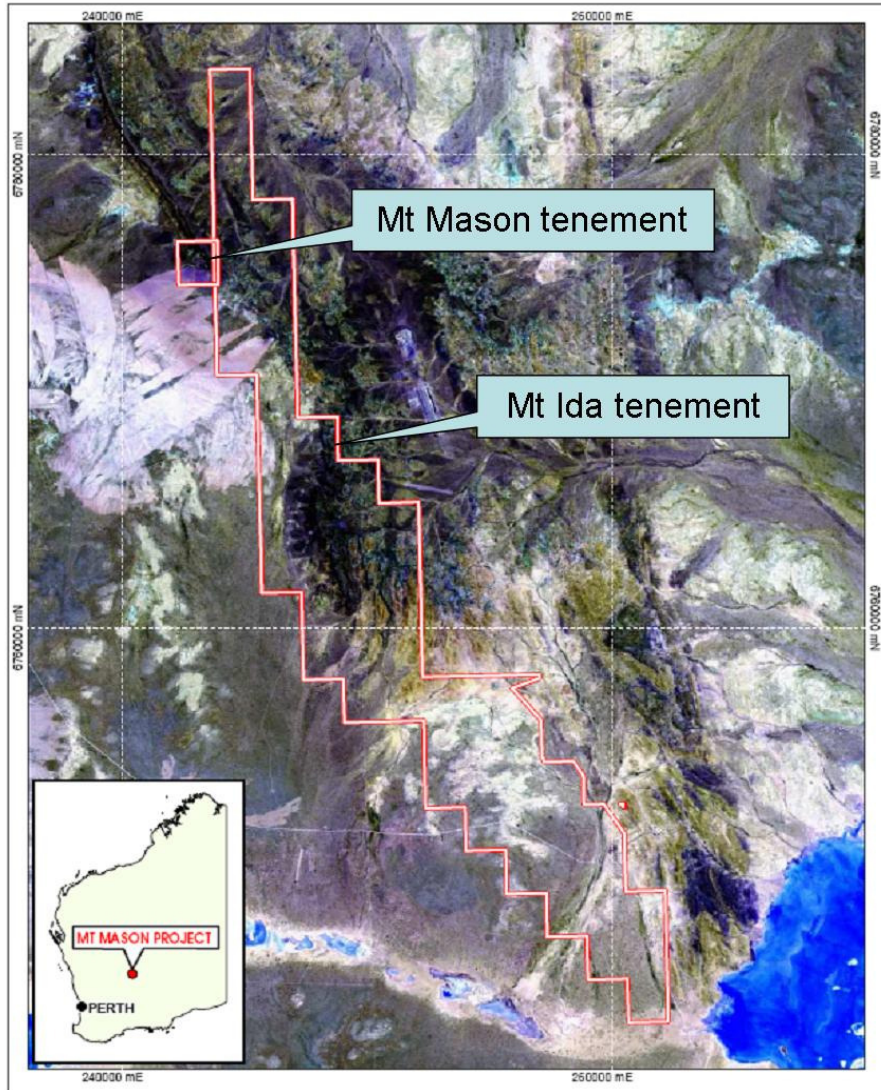 240000 mE
260000 mE
6780000 mN
6780000 mN
Mt Mason tenement
Mt Ida tenement
6760000 mN
6760000 mN
MT MASON PROJECT
PERTH
240000 mE
260000 mE